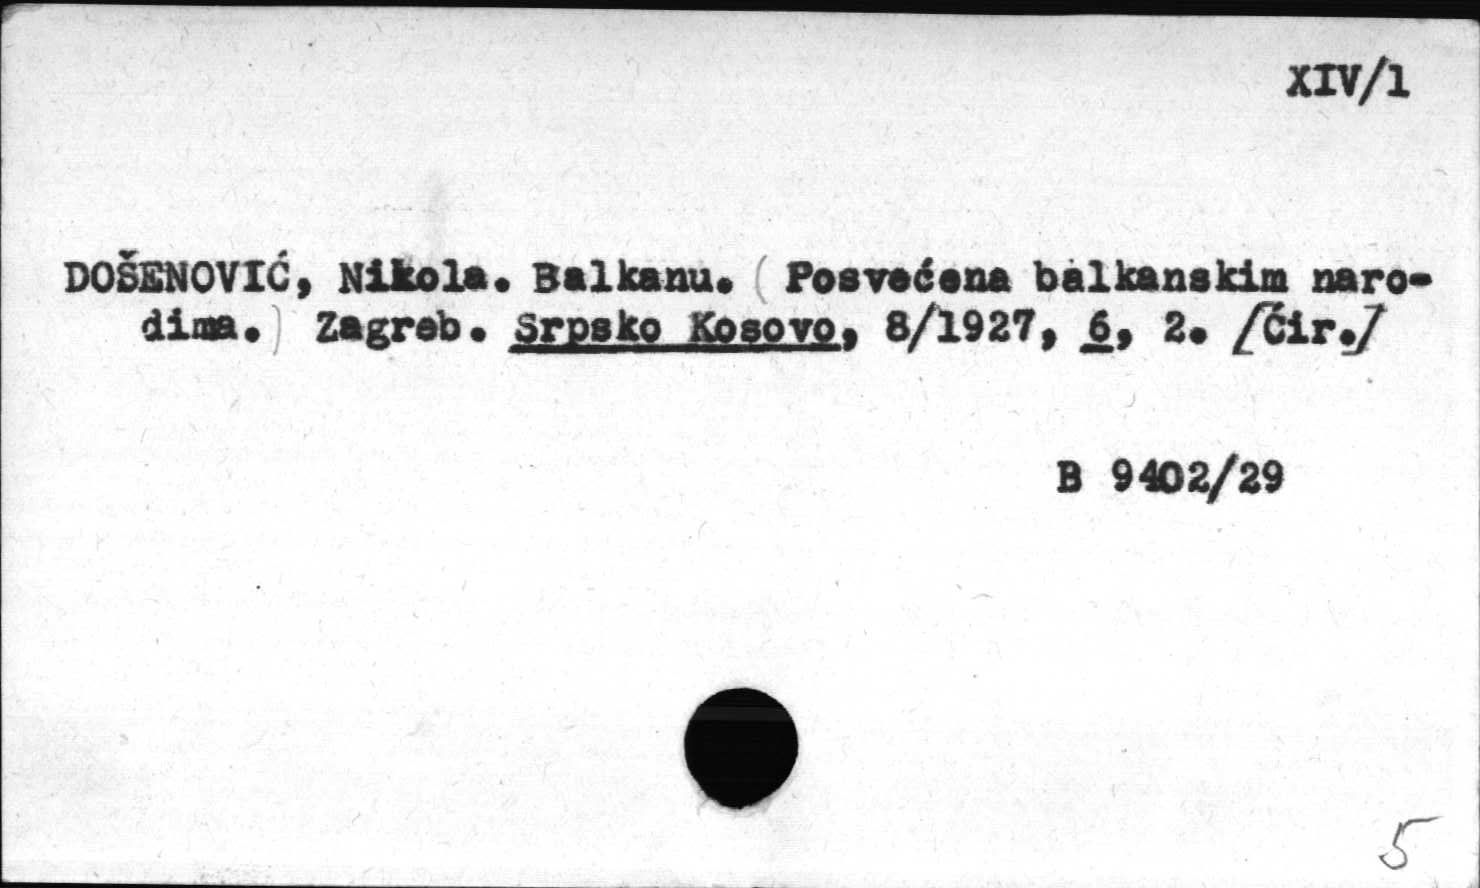 XIV/1
DOŠENOVIĆ, Nikola. Balkanu. (Posvećena balkanskim naro-
dima.) Zagreb. Srpsko Kosovo, 8/1927, 6, 2. [Ćir.]
B 9402/29
5